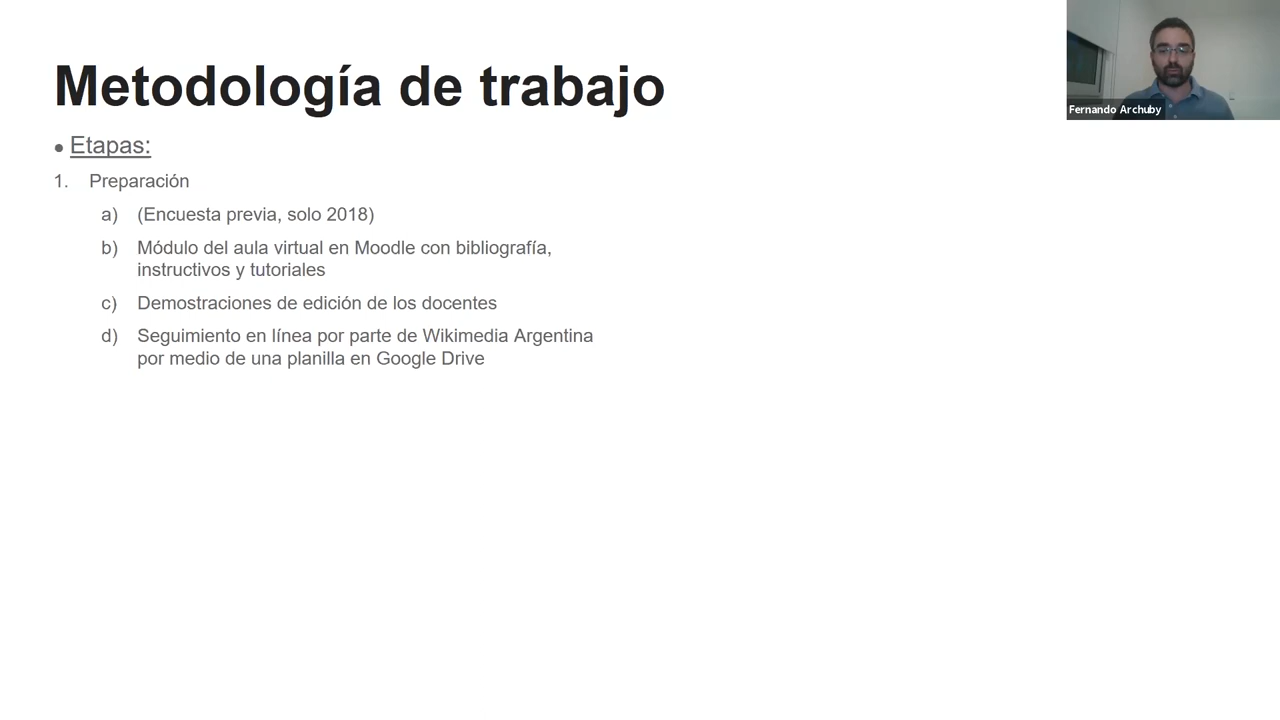 Metodología de trabajo
Fernando Archuby
● Etapas:
1. Preparación
a) (Encuesta previa, solo 2018)
b) Módulo del aula virtual en Moodle con bibliografía,
instructivos y tutoriales
c) Demostraciones de edición de los docentes
d) Seguimiento en línea por parte de Wikimedia Argentina
por medio de una planilla en Google Drive